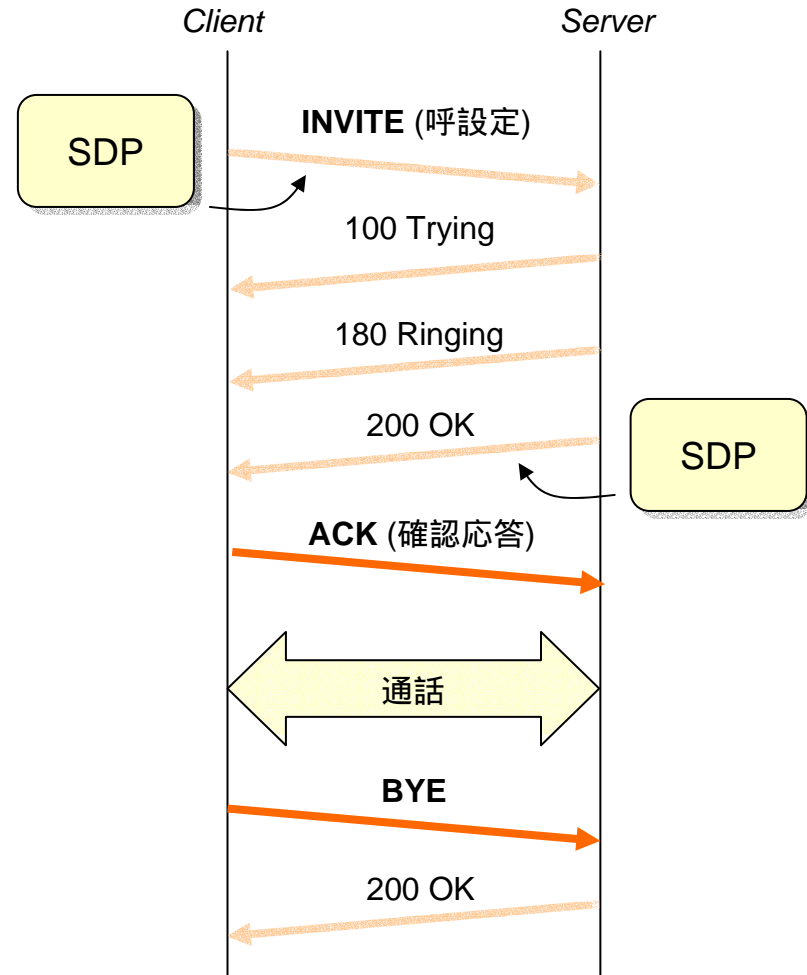 Client
Server
INVITE (呼設定)
SDP
100 Trying
180 Ringing
200 OK
SDP
ACK (確認応答)
通話
BYE
200 OK